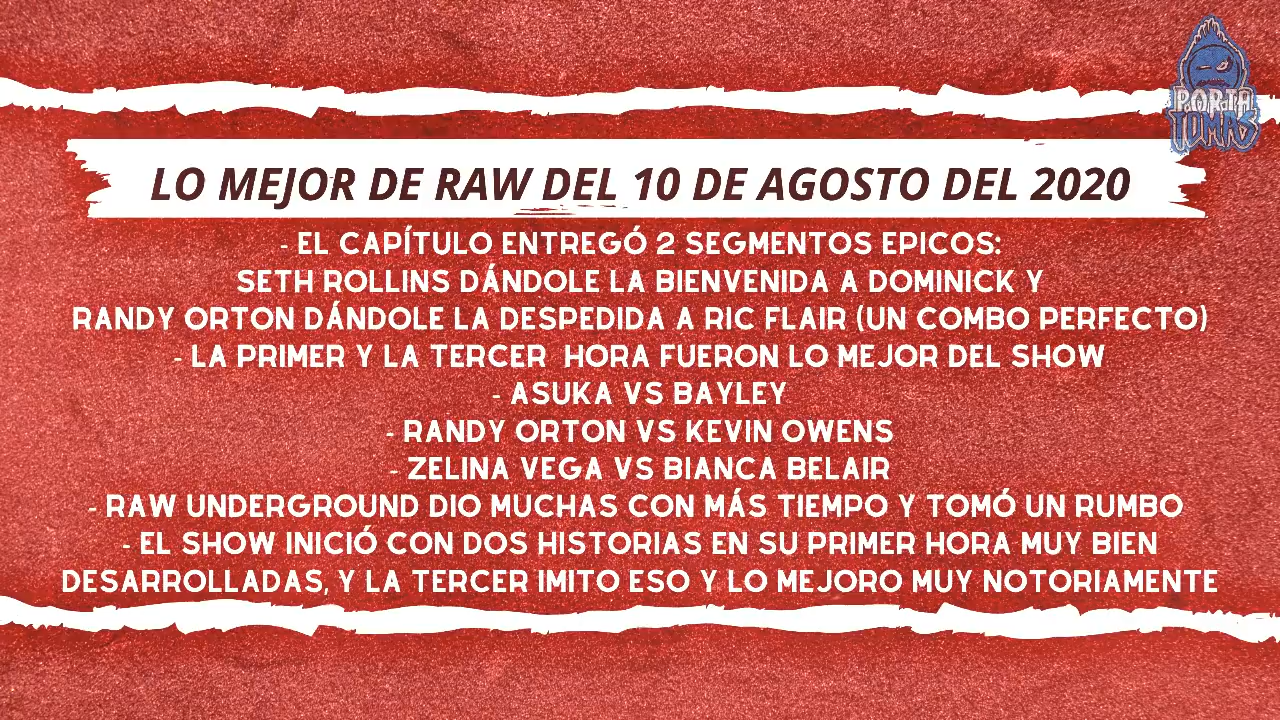 PORTA
TOMAS
LO MEJOR DE RAW DEL 10 DE AGOSTO DEL 2020
- EL CAPÍTULO ENTREGÓ 2 SEGMENTOS EPICOS:
SETH ROLLINS DÁNDOLE LA BIENVENIDA A DOMINICK Y
RANDY ORTON DÁNDOLE LA DESPEDIDA A RIC FLAIR (UN COMBO PERFECTO)
- LA PRIMER Y LA TERCER HORA FUERON LO MEJOR DEL SHOW
- ASUKA VS BAYLEY
- RANDY ORTON VS KEVIN OWENS
- ZELINA VEGA VS BIANCA BELAIR
- RAW UNDERGROUND DIO MUCHAS CON MÁS TIEMPO Y TOMÓ UN RUMBO
- EL SHOW INICIÓ CON DOS HISTORIAS EN SU PRIMER HORA MUY BIEN
DESARROLLADAS, Y LA TERCER IMITO ESO Y LO MEJORO MUY NOTORIAMENTE